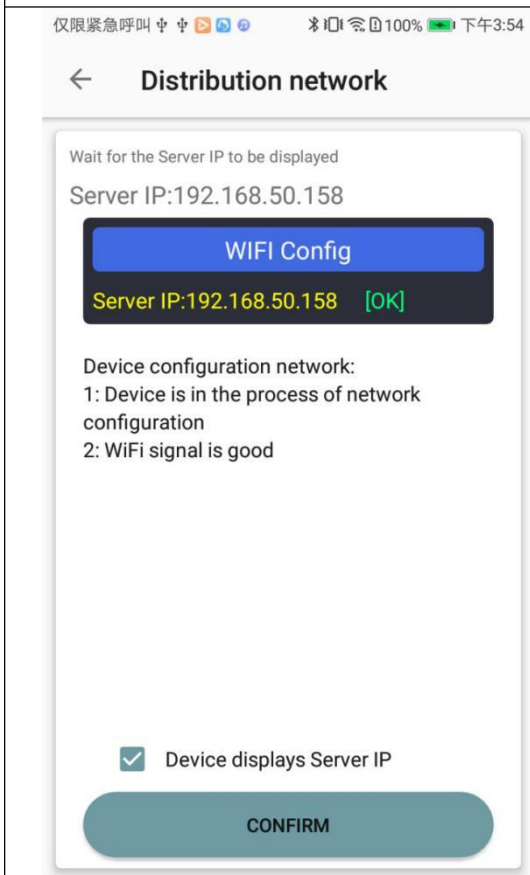 仅限紧急呼叫 100% 下午3:54
Distribution network
Wait for the Server IP to be displayed
Server IP:192.168.50.158
WIFI Config
Server IP:192.168.50.158 [OK]
Device configuration network:
1: Device is in the process of network
configuration
2: WiFi signal is good
Device displays Server IP
CONFIRM